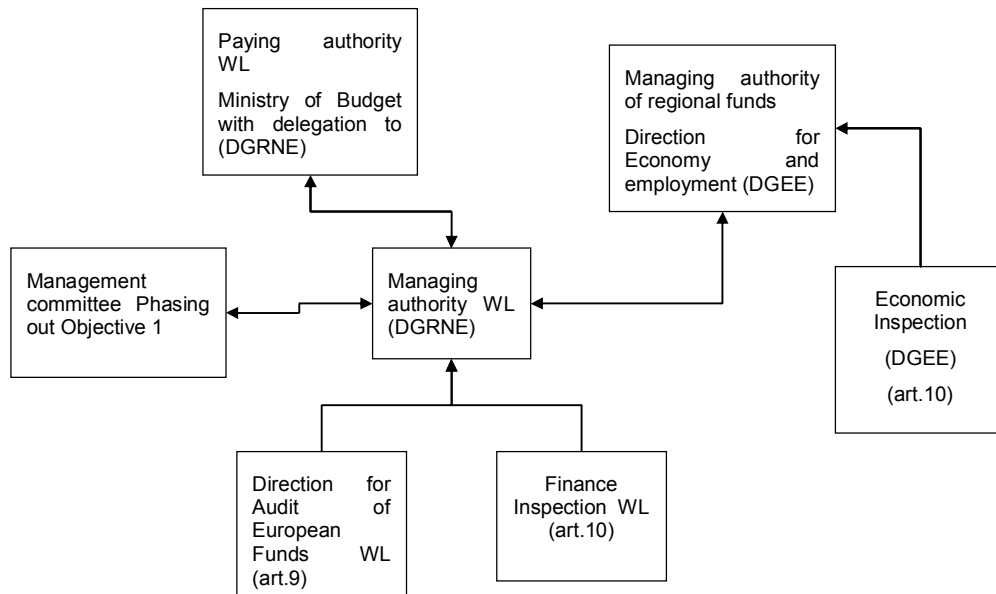 Paying authority
WL
Ministry of Budget
with delegation to
(DGRNE)
Managing authority
of regional funds
Direction for
Economy and
employment (DGEE)
Management
committee Phasing
out Objective 1
Managing
authority WL
(DGRNE)
Economic
Inspection
(DGEE)
(art.10)
Direction for
Audit of
European
Funds WL
(art.9)
Finance
Inspection WL
(art.10)